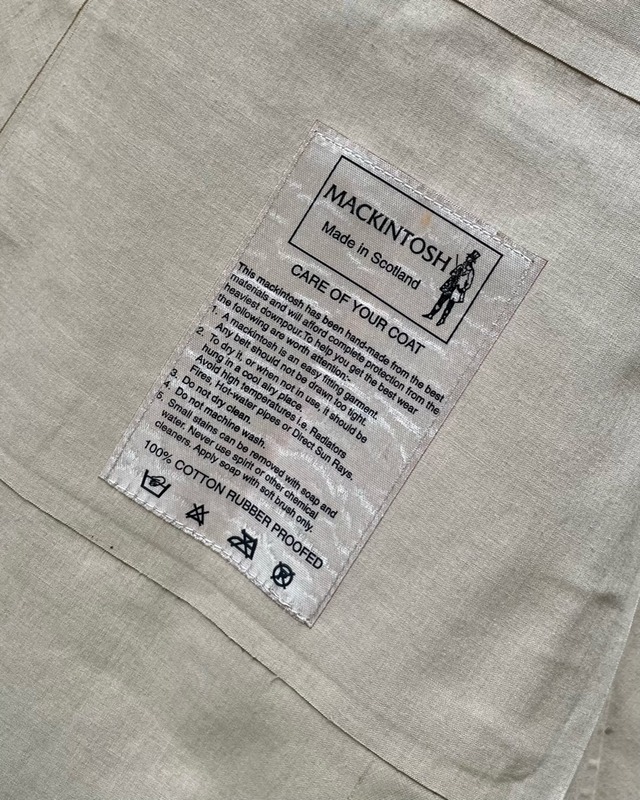 MACKINTOSH
Made in Scotland
CARE OF YOUR COAT
This mackintosh has been hand-made from the best
materials and will afford complete protection from the
heaviest downpour.To help you get the best wear
the following are worth attention:
1. A mackintosh is an easy fitting garment.
2. Any belt should not be drawn too tight.
To dry it, or when not in use, it should be
hung in a cool airy place.
Avoid high temperatures i.e. Radiators
Fires, Hot-water pipes or Direct Sun Rays.
3. Do not dry clean.
4. Do not machine wash.
5. Small stains can be removed with soap and
water. Never use spirit or other chemical
cleaners. Apply soap with soft brush only.
100% COTTON RUBBER PROOFED